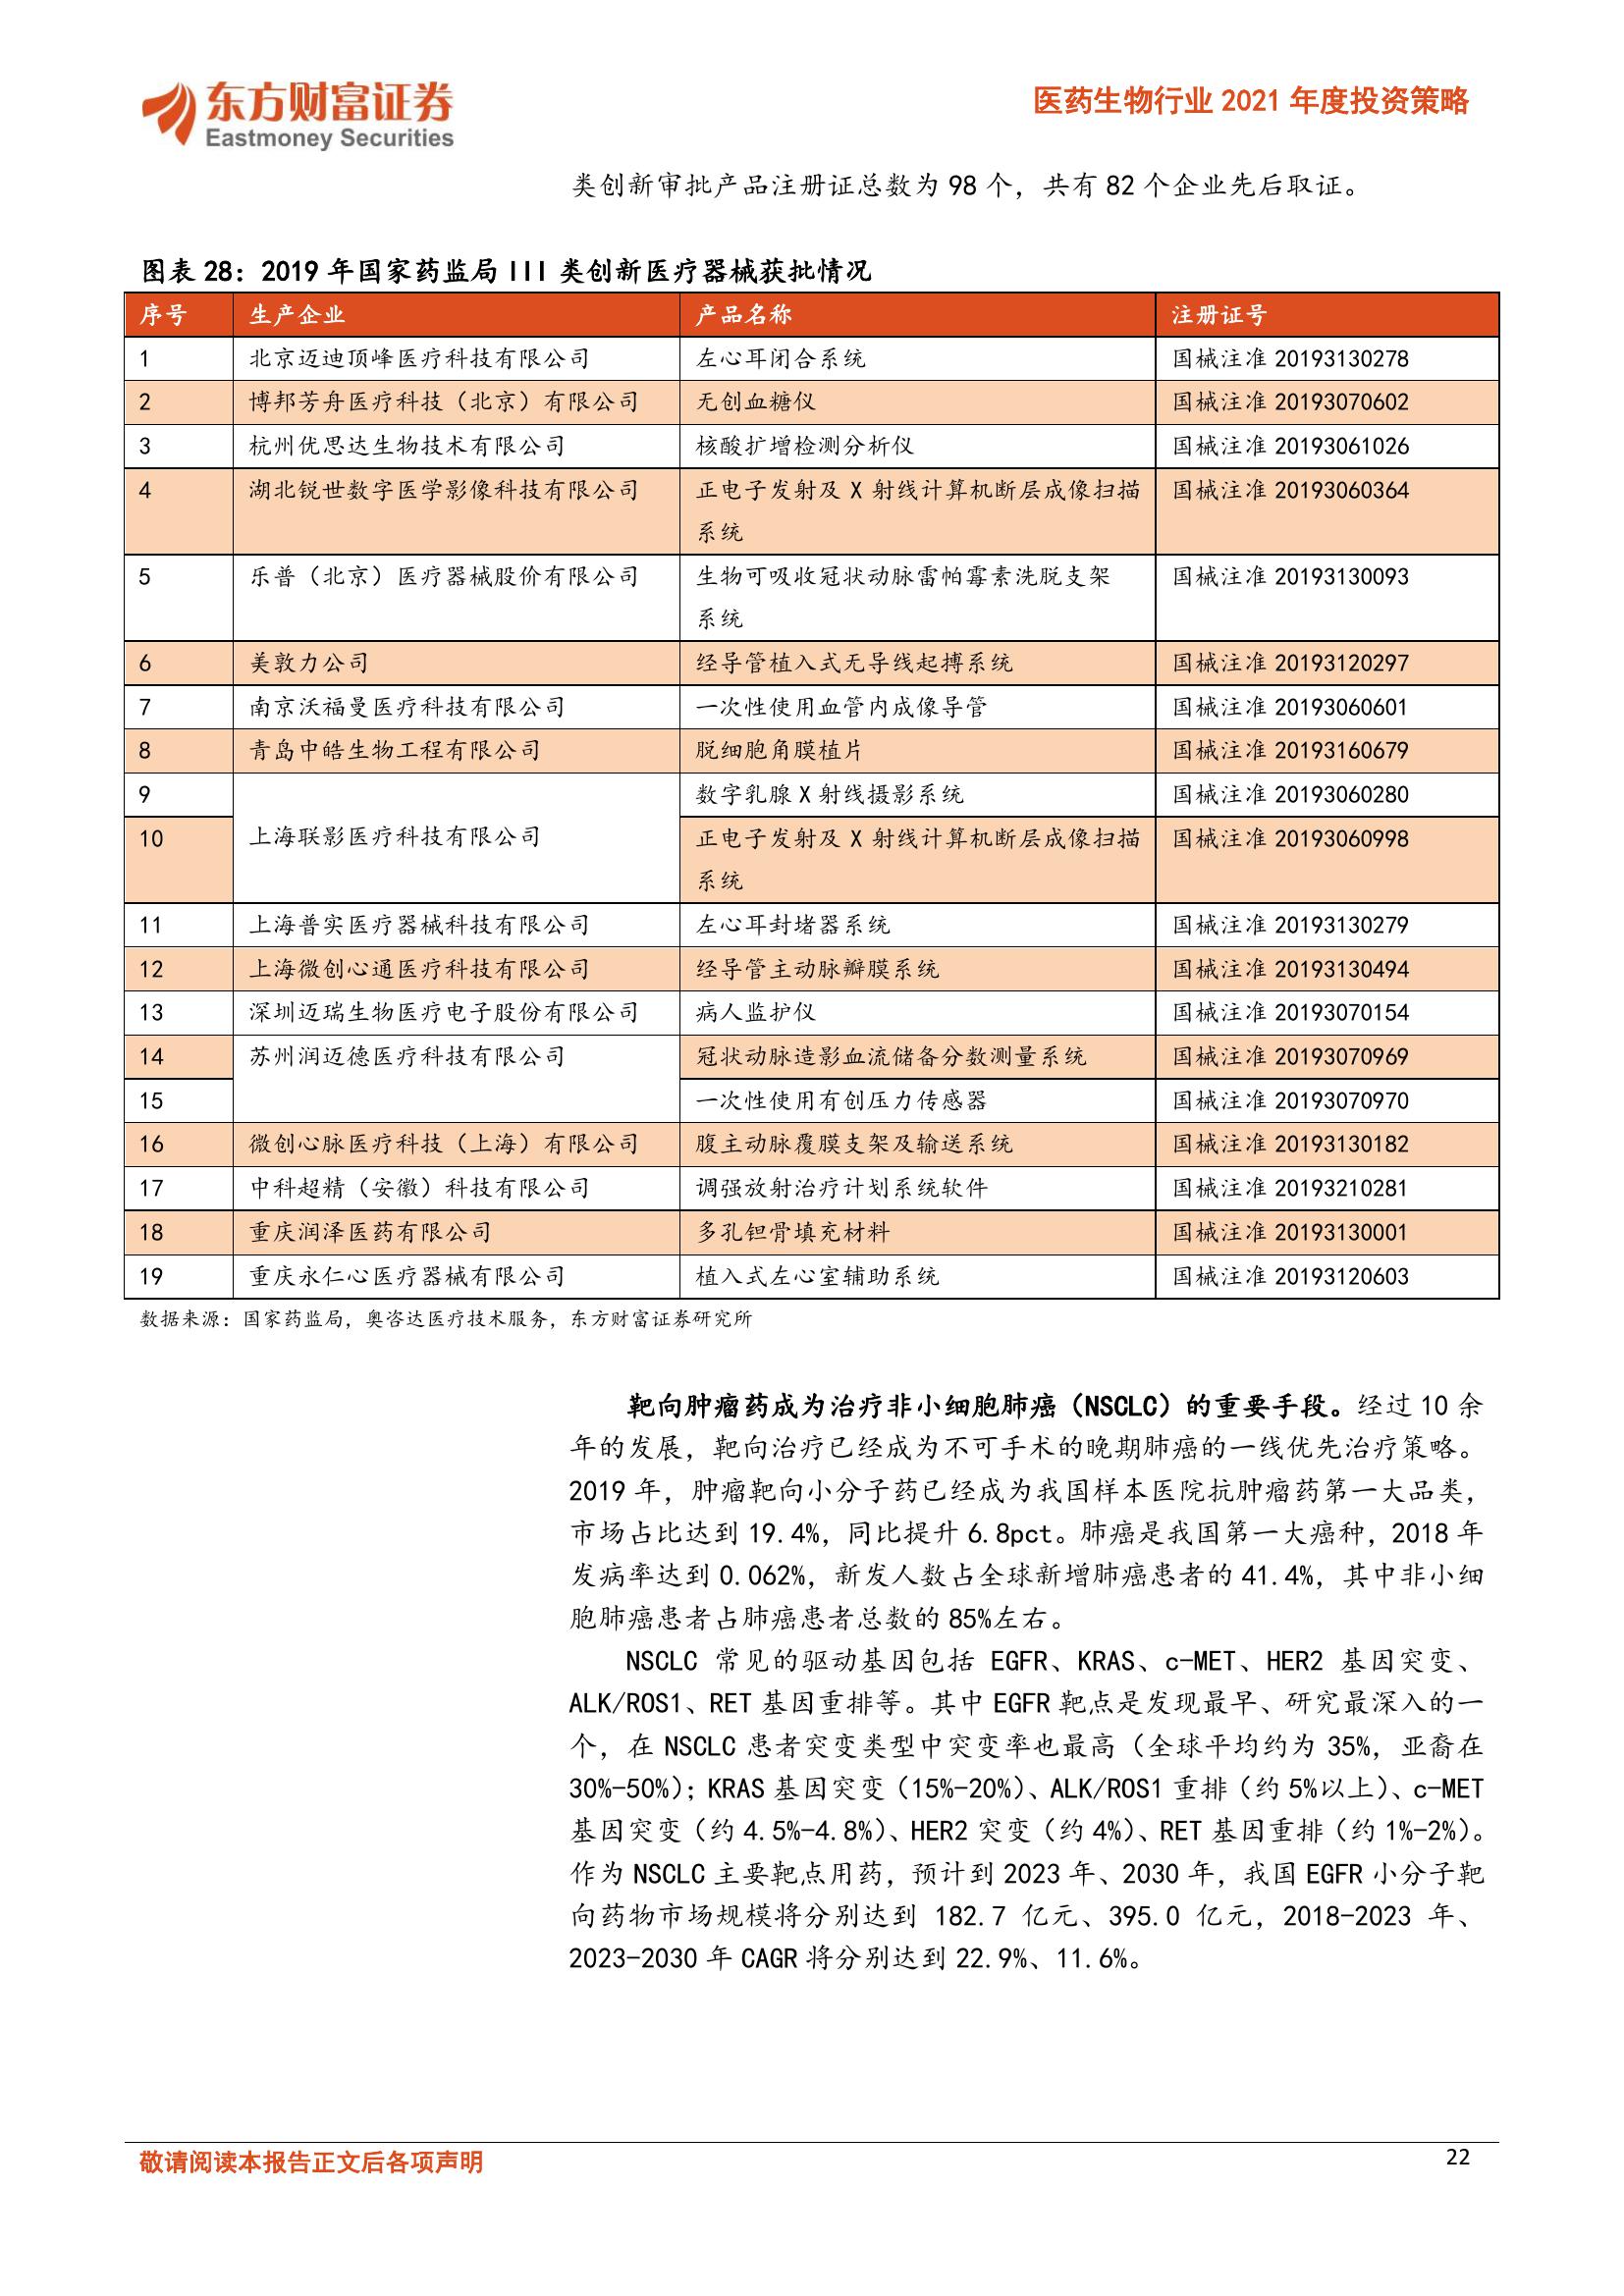 东方财富证券
Eastmoney Securities
医药生物行业 2021 年度投资策略
类创新审批产品注册证总数为 98 个，共有 82 个企业先后取证。
图表 28：2019 年国家药监局 III 类创新医疗器械获批情况
序号 生产企业 产品名称 注册证号
1 北京迈迪顶峰医疗科技有限公司 左心耳闭合系统 国械注准 20193130278
2 博邦芳舟医疗科技（北京）有限公司 无创血糖仪 国械注准 20193070602
3 杭州优思达生物技术有限公司 核酸扩增检测分析仪 国械注准 20193061026
4 湖北锐世数字医学影像科技有限公司 正电子发射及 X 射线计算机断层成像扫描 国械注准 20193060364
系统
5 乐普（北京）医疗器械股价有限公司 生物可吸收冠状动脉雷帕霉素洗脱支架 国械注准 20193130093
系统
6 美敦力公司 经导管植入式无导线起搏系统 国械注准 20193120297
7 南京沃福曼医疗科技有限公司 一次性使用血管内成像导管 国械注准 20193060601
8 青岛中皓生物工程有限公司 脱细胞角膜植片 国械注准 20193160679
9 数字乳腺 X 射线摄影系统 国械注准 20193060280
10 上海联影医疗科技有限公司 正电子发射及 X 射线计算机断层成像扫描 国械注准 20193060998
系统
11 上海普实医疗器械科技有限公司 左心耳封堵器系统 国械注准 20193130279
12 上海微创心通医疗科技有限公司 经导管主动脉瓣膜系统 国械注准 20193130494
13 深圳迈瑞生物医疗电子股份有限公司 病人监护仪 国械注准 20193070154
14 苏州润迈德医疗科技有限公司 冠状动脉造影血流储备分数测量系统 国械注准 20193070969
15 一次性使用有创压力传感器 国械注准 20193070970
16 微创心脉医疗科技（上海）有限公司 腹主动脉覆膜支架及输送系统 国械注准 20193130182
17 中科超精（安徽）科技有限公司 调强放射治疗计划系统软件 国械注准 20193210281
18 重庆润泽医药有限公司 多孔钽骨填充材料 国械注准 20193130001
19 重庆永仁心医疗器械有限公司 植入式左心室辅助系统 国械注准 20193120603
数据来源：国家药监局，奥咨达医疗技术服务，东方财富证券研究所
靶向肿瘤药成为治疗非小细胞肺癌（NSCLC）的重要手段。经过 10 余
年的发展，靶向治疗已经成为不可手术的晚期肺癌的一线优先治疗策略。
2019 年，肿瘤靶向小分子药已经成为我国样本医院抗肿瘤药第一大品类，
市场占比达到 19.4%，同比提升 6.8pct。肺癌是我国第一大癌种，2018 年
发病率达到 0.062%，新发人数占全球新增肺癌患者的 41.4%，其中非小细
胞肺癌患者占肺癌患者总数的 85%左右。
NSCLC 常见的驱动基因包括 EGFR、KRAS、c-MET、HER2 基因突变、
ALK/ROS1、RET 基因重排等。其中 EGFR 靶点是发现最早、研究最深入的一
个，在 NSCLC 患者突变类型中突变率也最高（全球平均约为 35%，亚裔在
30%-50%）；KRAS 基因突变（15%-20%）、ALK/ROS1 重排（约 5%以上）、c-MET
基因突变（约 4.5%-4.8%）、HER2 突变（约 4%）、RET 基因重排（约 1%-2%）。
作为 NSCLC 主要靶点用药，预计到 2023 年、2030 年，我国 EGFR 小分子靶
向药物市场规模将分别达到 182.7 亿元、395.0 亿元，2018-2023 年、
2023-2030 年 CAGR 将分别达到 22.9%、11.6%。
敬请阅读本报告正文后各项声明
22